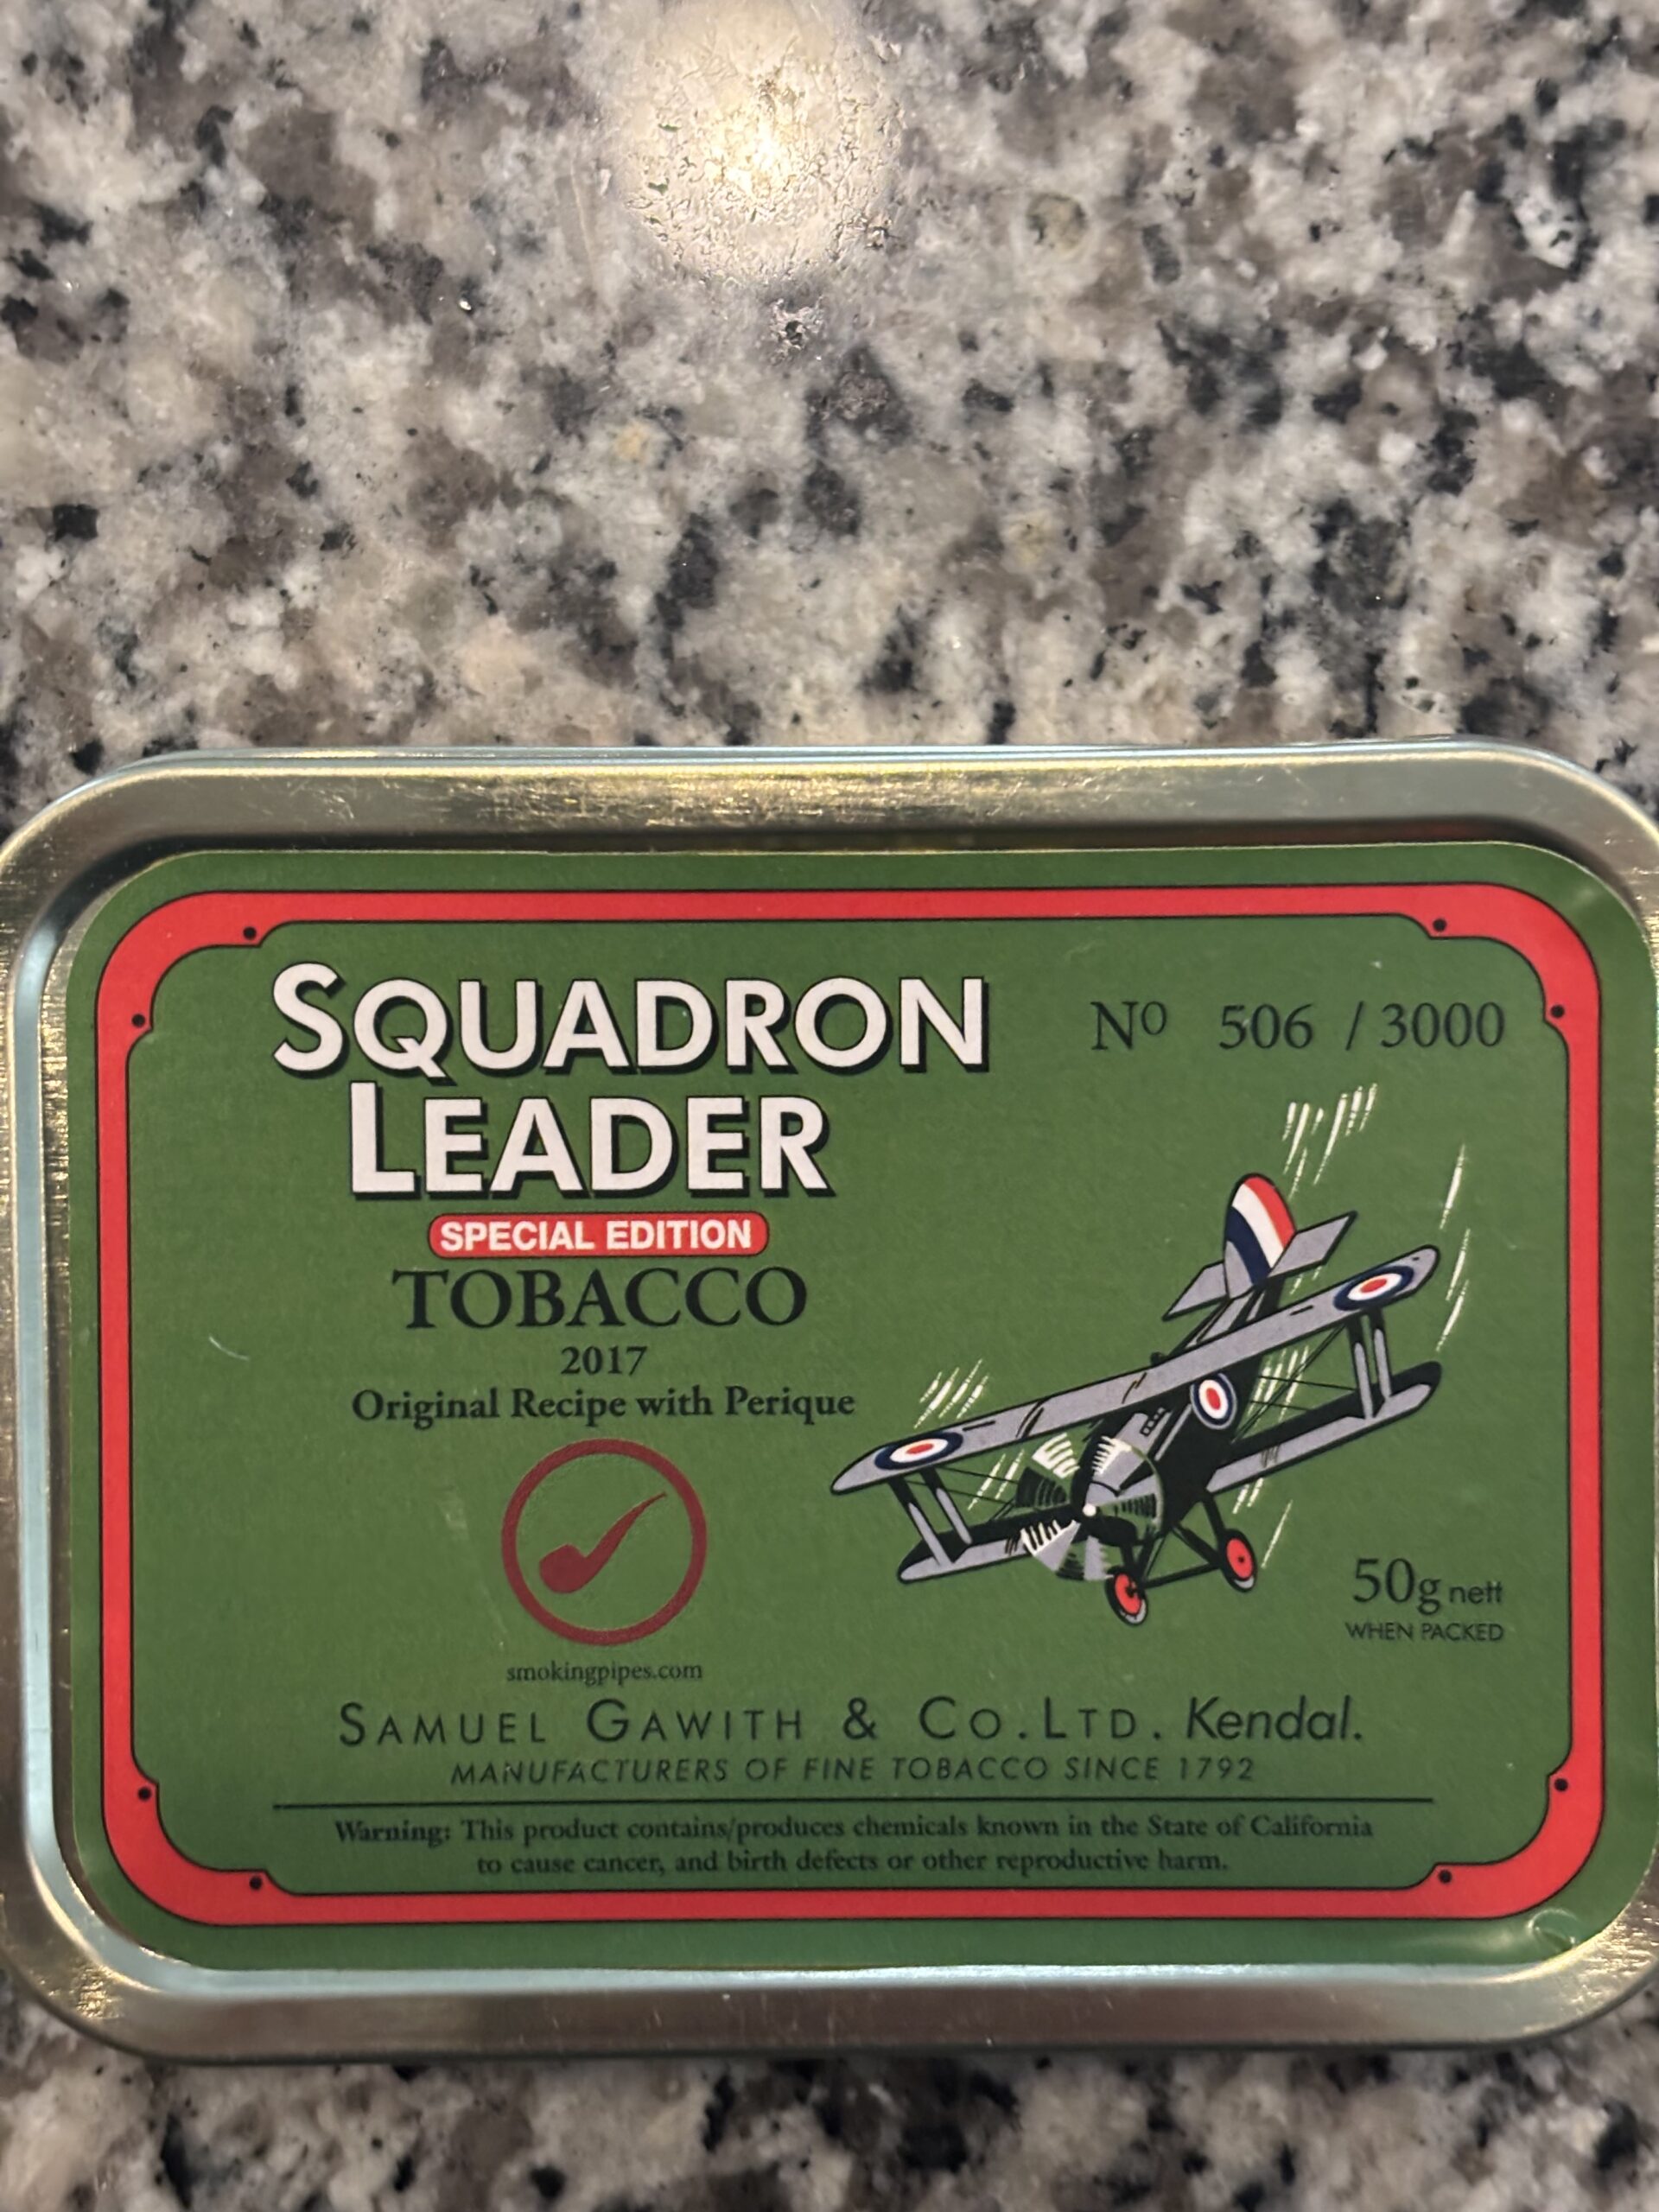 SQUADRON
LEADER
Nº 506 / 3000
SPECIAL EDITION
TOBACCO
2017
Original Recipe with Perique
smokingpipes.com
50g nett
WHEN PACKED
SAMUEL GAWITH & CO.LTD. Kendal.
MANUFACTURERS OF FINE TOBACCO SINCE 1792
Warning: This product contains/produces chemicals known in the State of California
to cause cancer, and birth defects or other reproductive harm.